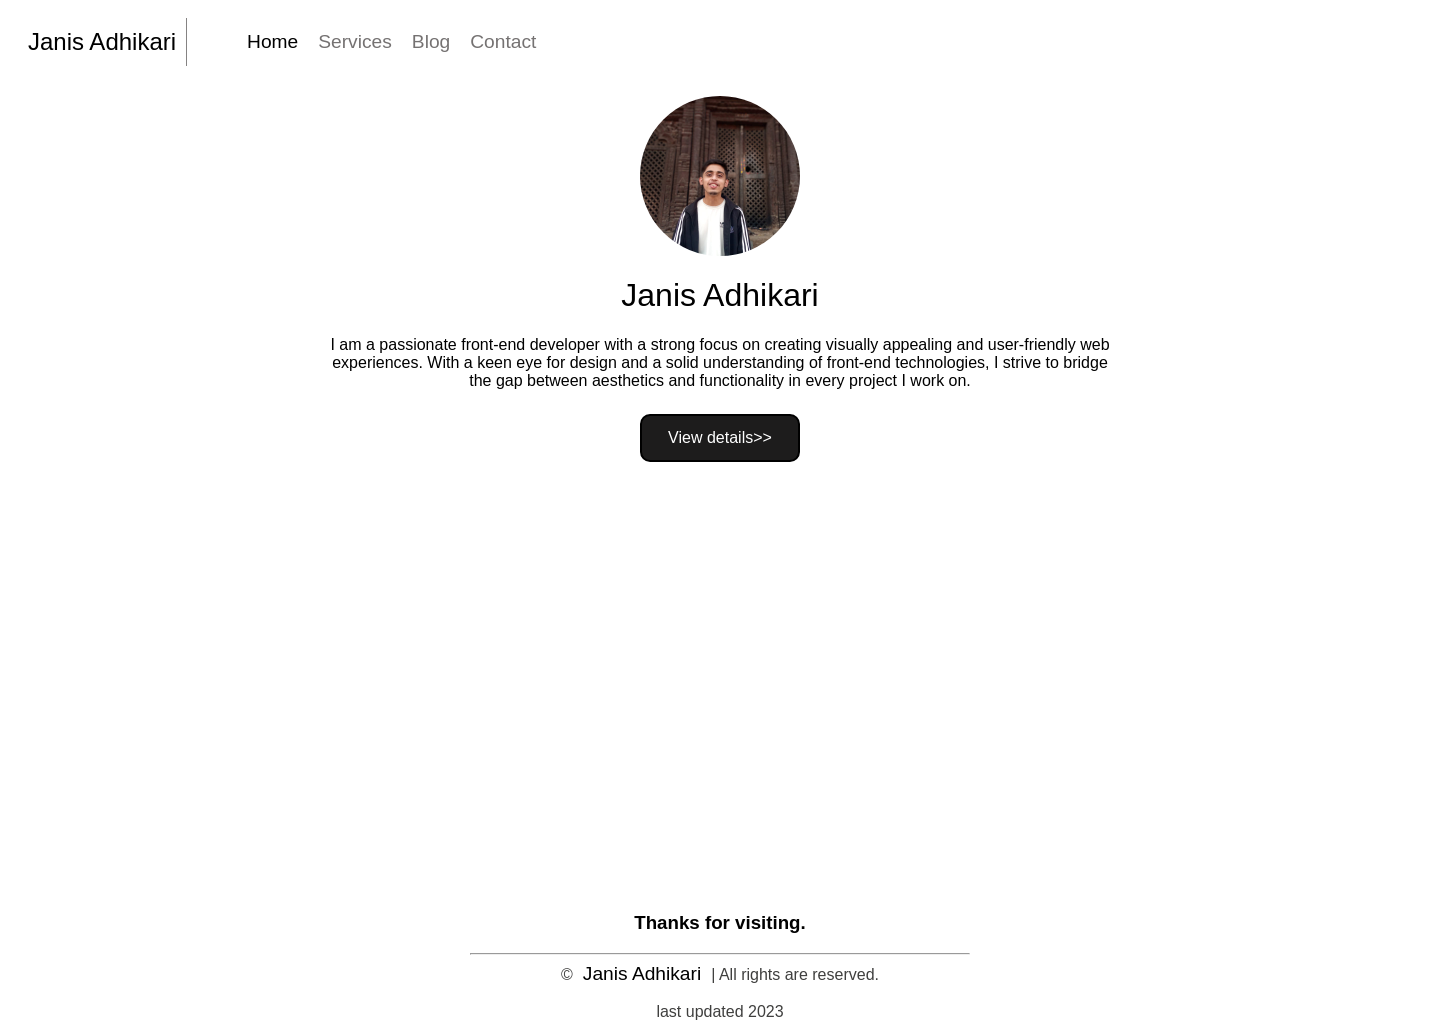 Janis Adhikari
Home Services Blog Contact
Janis Adhikari
I am a passionate front-end developer with a strong focus on creating visually appealing and user-friendly web
experiences. With a keen eye for design and a solid understanding of front-end technologies, I strive to bridge
the gap between aesthetics and functionality in every project I work on.
View details>>
Thanks for visiting.
© Janis Adhikari | All rights are reserved.
last updated 2023